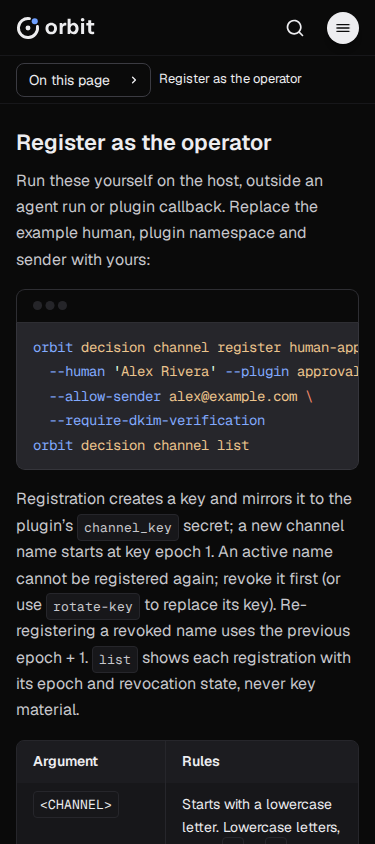 orbit
On this page
Register as the operator
Register as the operator
Run these yourself on the host, outside an
agent run or plugin callback. Replace the
example human, plugin namespace and
sender with yours:
orbit decision channel register human-app
--human 'Alex Rivera' --plugin approval
--allow-sender alex@example.com \
--require-dkim-verification
orbit decision channel list
Registration creates a key and mirrors it to the
plugin’s channel_key secret; a new channel
name starts at key epoch 1. An active name
cannot be registered again; revoke it first (or
use rotate-key to replace its key). Re-
registering a revoked name uses the previous
epoch + 1. list shows each registration with
its epoch and revocation state, never key
material.
Argument Rules
<CHANNEL> Starts with a lowercase
letter. Lowercase letters,